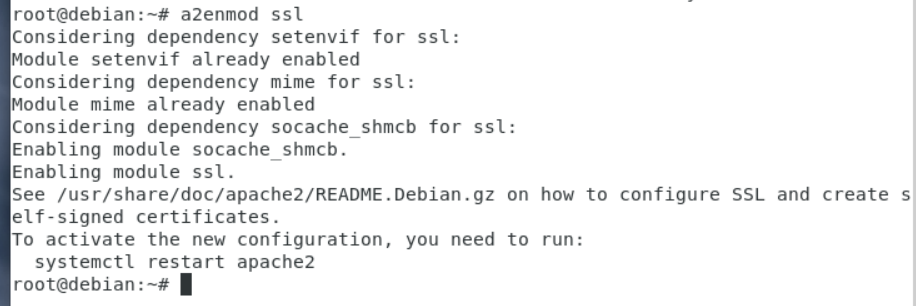 root@debian:~# a2enmod ssl
Considering dependency setenvif for ssl:
Module setenvif already enabled
Considering dependency mime for ssl:
Module mime already enabled
Considering dependency socache_shmcb for ssl:
Enabling module socache_shmcb.
Enabling module ssl.
See /usr/share/doc/apache2/README.Debian.gz on how to configure SSL and create s
elf-signed certificates.
To activate the new configuration, you need to run:
  systemctl restart apache2
root@debian:~#